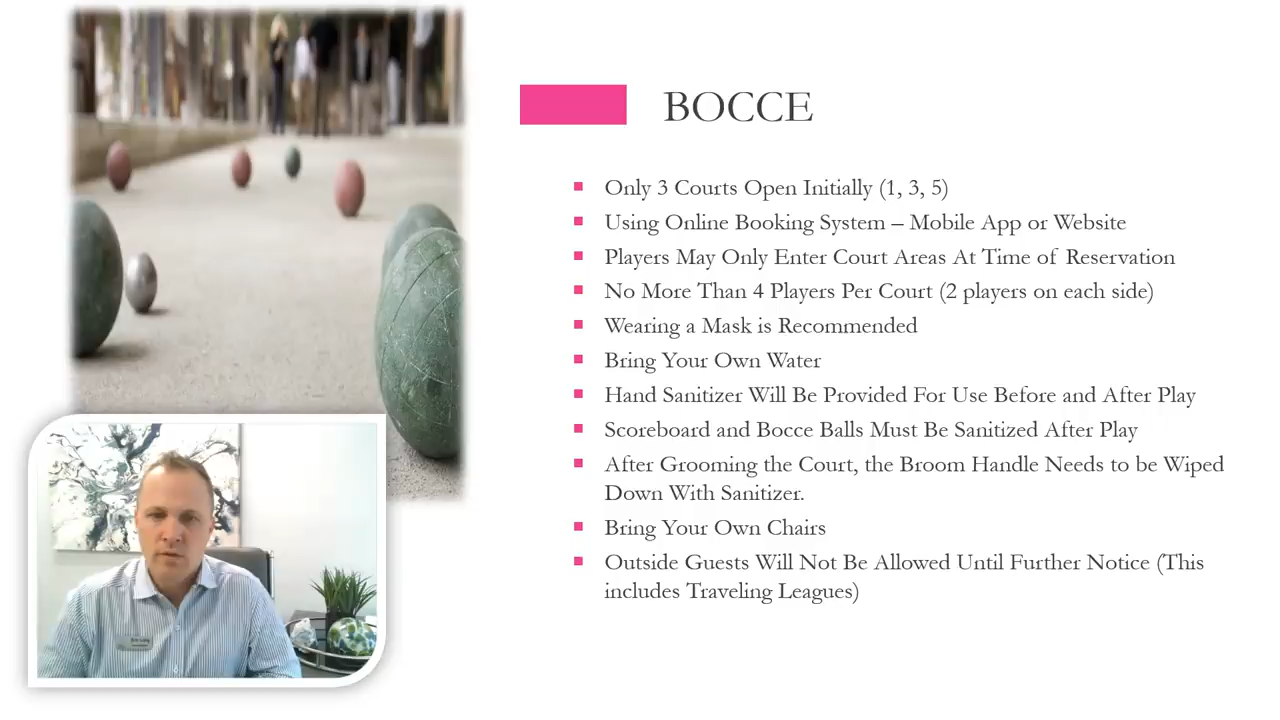 BOCCE
Only 3 Courts Open Initially (1, 3, 5)
Using Online Booking System – Mobile App or Website
Players May Only Enter Court Areas At Time of Reservation
No More Than 4 Players Per Court (2 players on each side)
Wearing a Mask is Recommended
Bring Your Own Water
Hand Sanitizer Will Be Provided For Use Before and After Play
Scoreboard and Bocce Balls Must Be Sanitized After Play
After Grooming the Court, the Broom Handle Needs to be Wiped
Down With Sanitizer.
Bring Your Own Chairs
Outside Guests Will Not Be Allowed Until Further Notice (This
includes Traveling Leagues)